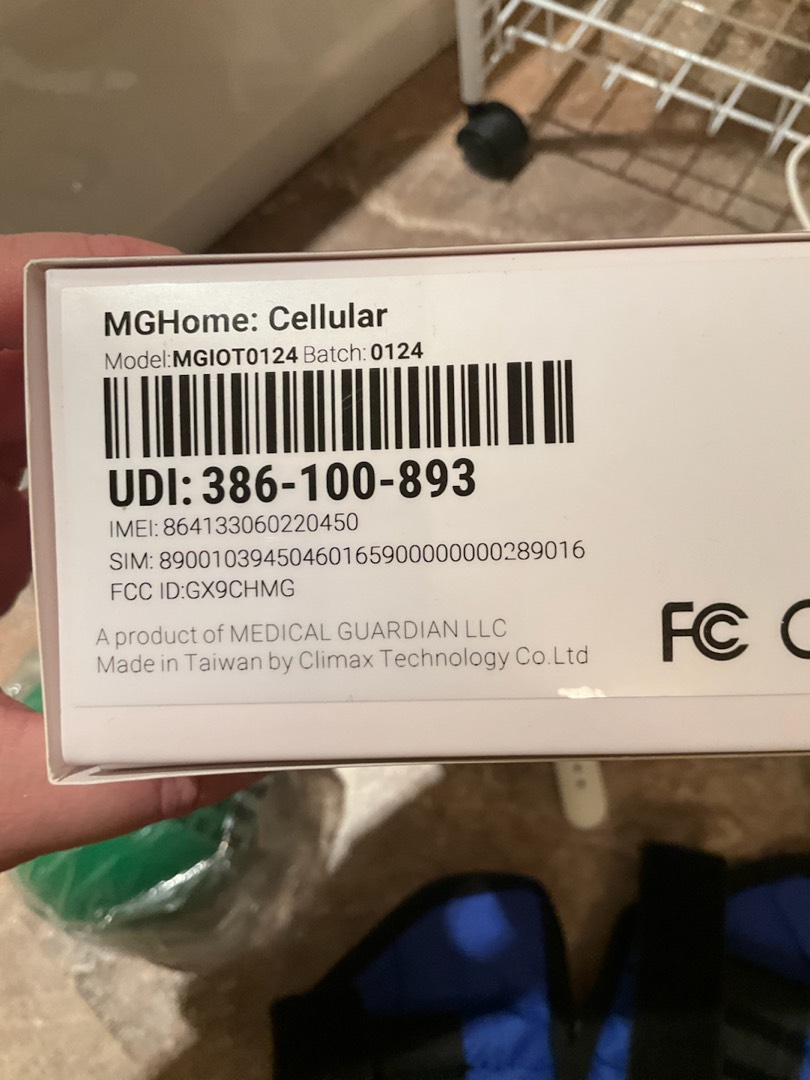 MGHome: Cellular
Model:MGIOT0124 Batch: 0124
UDI: 386-100-893
IMEI: 864133060220450
SIM: 89001039450460165900000000289016
FCC ID:GX9CHMG
A product of MEDICAL GUARDIAN LLC
Made in Taiwan by Climax Technology Co.Ltd
FC